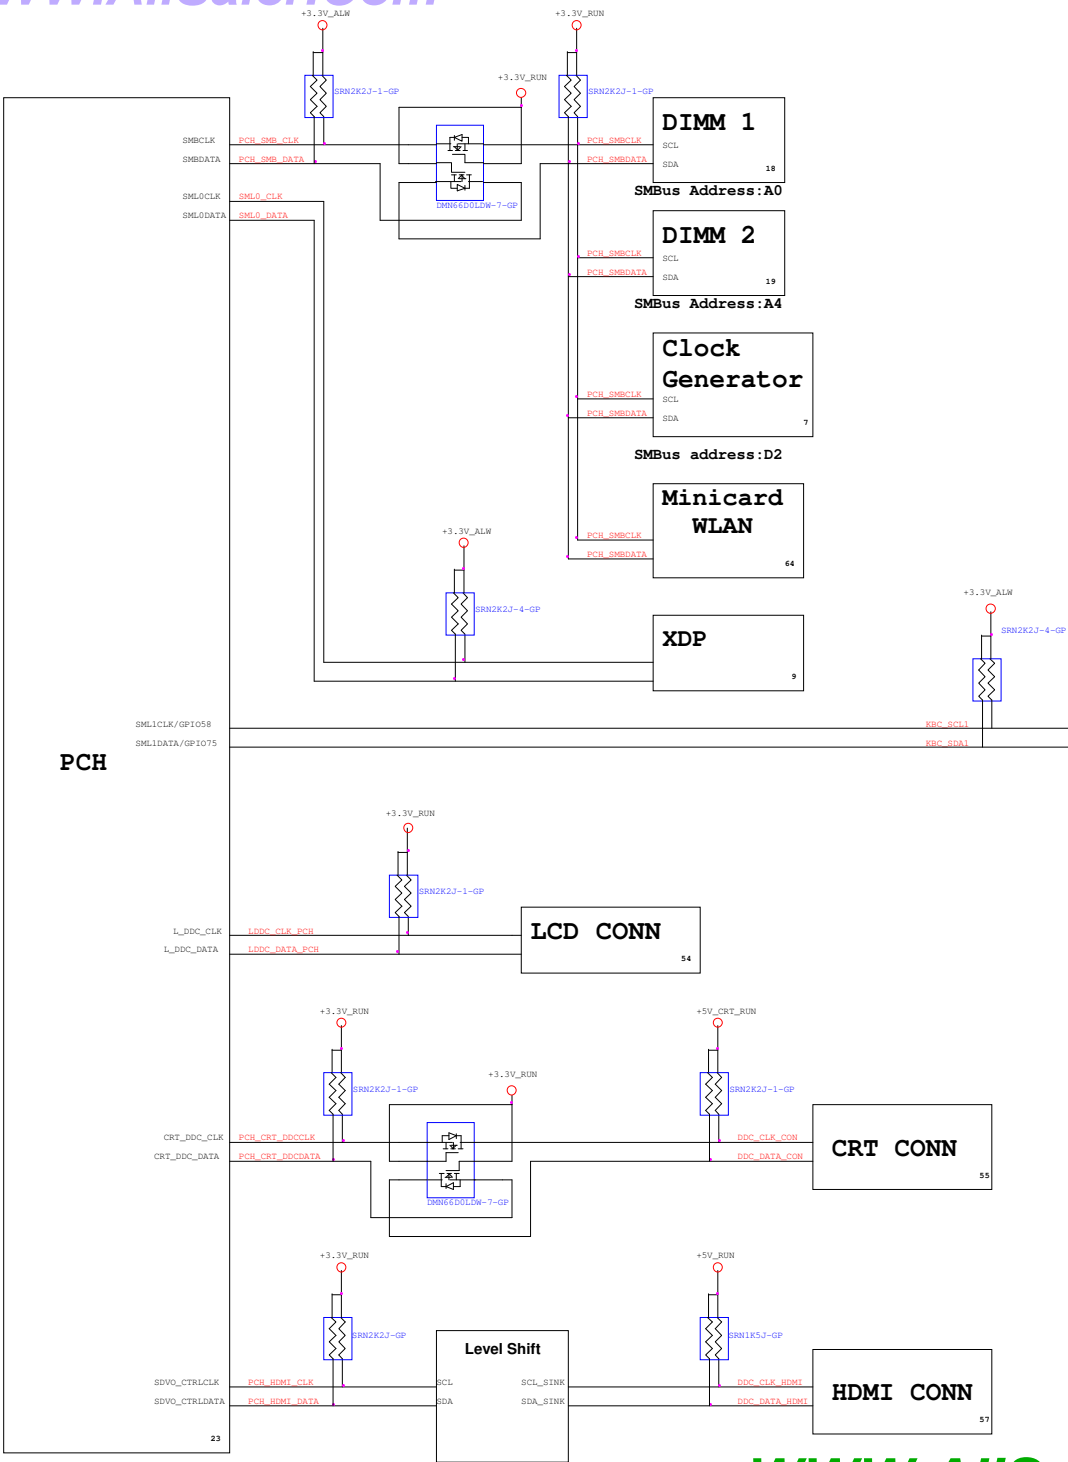 +3.3V_ALW
+3.3V_RUN
SRN2K2J-1-GP
+3.3V_RUN
SRN2K2J-1-GP
DIMM 1
SMBCLK
PCH_SMB_CLK
PCH_SMBCLK
SCL
SMBDATA
PCH_SMB_DATA
PCH_SMBDATA
SDA
18
SMBus Address:A0
SML0CLK
SML0_CLK
DMN66D0LDW-7-GP
SML0DATA
SML0_DATA
DIMM 2
PCH_SMBCLK
SCL
PCH_SMBDATA
SDA
19
SMBus Address:A4
Clock
Generator
PCH_SMBCLK
SCL
PCH_SMBDATA
SDA
7
SMBus address:D2
Minicard
WLAN
PCH_SMBCLK
PCH_SMBDATA
64
+3.3V_ALW
SRN2K2J-4-GP
XDP
9
+3.3V_ALW
SRN2K2J-4-GP
SML1CLK/GPIO58
KBC_SCL1
SML1DATA/GPIO75
KBC_SDA1
PCH
+3.3V_RUN
SRN2K2J-1-GP
L_DDC_CLK
LDDC_CLK_PCH
L_DDC_DATA
LDDC_DATA_PCH
LCD CONN
54
+3.3V_RUN
+5V_CRT_RUN
SRN2K2J-1-GP
+3.3V_RUN
SRN2K2J-1-GP
CRT_DDC_CLK
PCH_CRT_DDCCLK
DDC_CLK_CON
CRT_DDC_DATA
PCH_CRT_DDCDATA
DDC_DATA_CON
CRT CONN
55
DMN66D0LDW-7-GP
+3.3V_RUN
+5V_RUN
SRN2K2J-GP
Level Shift
SRN1K5J-GP
SDVO_CTRLCLK
PCH_HDMI_CLK
SCL
SCL_SINK
DDC_CLK_HDMI
SDVO_CTRLDATA
PCH_HDMI_DATA
SDA
SDA_SINK
DDC_DATA_HDMI
HDMI CONN
57
23